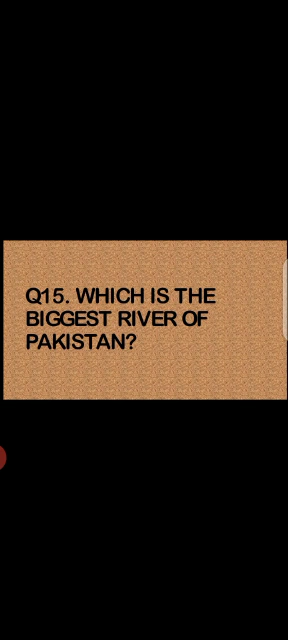 Q15. WHICH IS THE
BIGGEST RIVER OF
PAKISTAN?